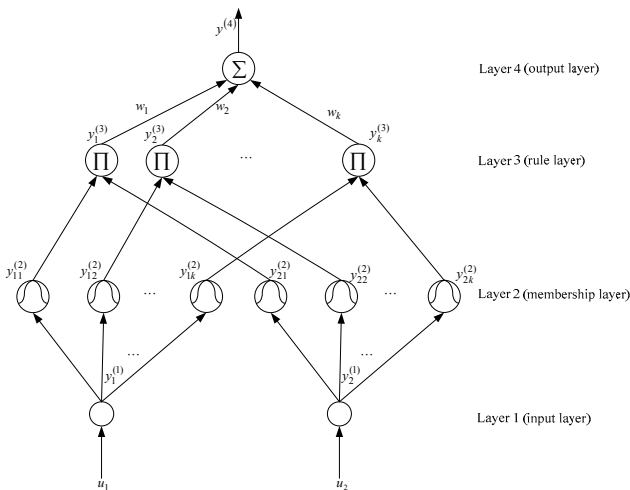 y^(4)
Σ
Layer 4 (output layer)
w_1 w_2 w_k
y_1^(3) y_2^(3) y_k^(3)
∏ ∏ ... ∏
Layer 3 (rule layer)
y_11^(2) y_12^(2) y_1k^(2) y_21^(2) y_22^(2) y_2k^(2)
... ...
Layer 2 (membership layer)
... ...
y_1^(1) y_2^(1)
Layer 1 (input layer)
u_1 u_2